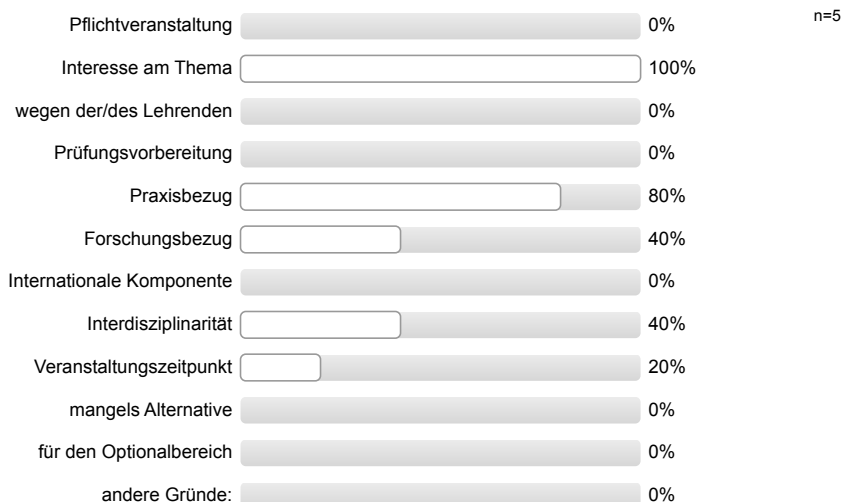 n=5
Pflichtveranstaltung 0%
Interesse am Thema 100%
wegen der/des Lehrenden 0%
Prüfungsvorbereitung 0%
Praxisbezug 80%
Forschungsbezug 40%
Internationale Komponente 0%
Interdisziplinarität 40%
Veranstaltungszeitpunkt 20%
mangels Alternative 0%
für den Optionalbereich 0%
andere Gründe: 0%